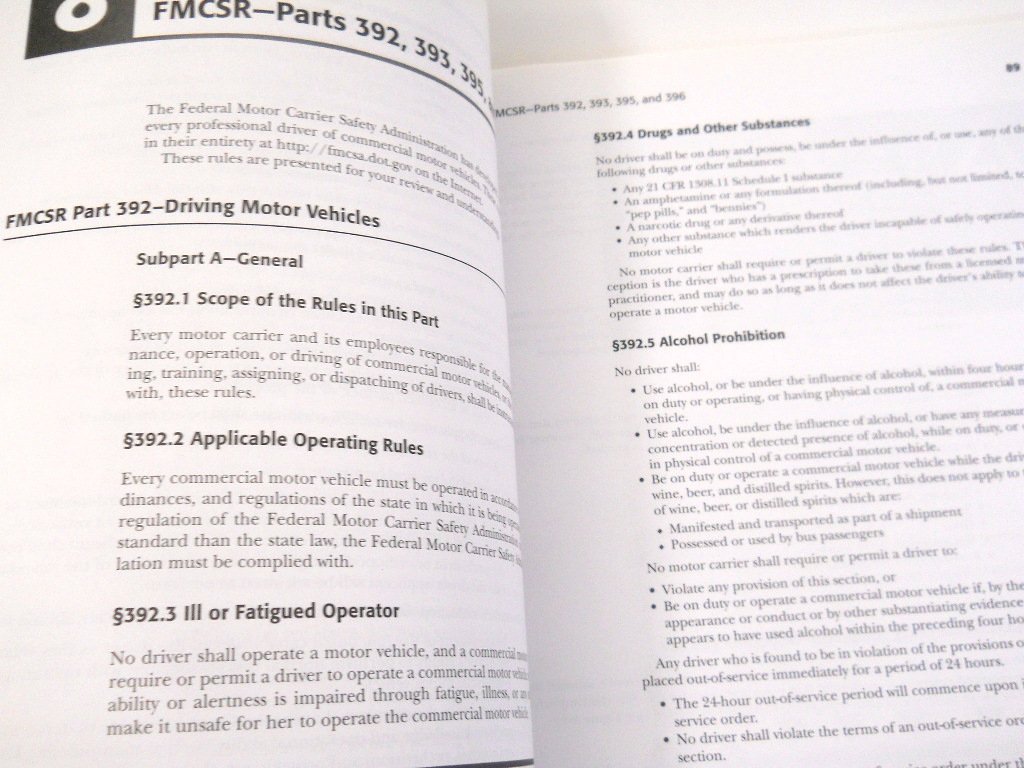 FMCSR—Parts 392, 393, 395,
The Federal Motor Carrier Safety Administration has
every professional driver of commercial motor vehicles.
in their entirety at http://fmcsa.dot.gov on the Internet.
These rules are presented for your review and understanding
FMCSR Part 392—Driving Motor Vehicles
Subpart A—General
§392.1 Scope of the Rules in this Part
Every motor carrier and its employees responsible for the
nance, operation, or driving of commercial motor vehicles,
ing, training, assigning, or dispatching of drivers, shall be
with, these rules.
§392.2 Applicable Operating Rules
Every commercial motor vehicle must be operated in
dinances, and regulations of the state in which it is being
regulation of the Federal Motor Carrier Safety
standard than the state law, the Federal Motor Carrier Safety
lation must be complied with.
§392.3 Ill or Fatigued Operator
No driver shall operate a motor vehicle, and a commercial
require or permit a driver to operate a commercial motor
ability or alertness is impaired through fatigue, illness, or
make it unsafe for her to operate the commercial motor vehicle.
89
MCSR—Parts 392, 393, 395, and 396
§392.4 Drugs and Other Substances
No driver shall be on duty and possess, be under the influence of, or use, any of
following drugs or other substances:
• Any 21 CFR 1308.11 Schedule I substance
• An amphetamine or any formulation thereof (including, but not limited, to
"pep pills," and "bennies")
• A narcotic drug or any derivative thereof
• Any other substance which renders the driver incapable of safely operating
motor vehicle
No motor carrier shall require or permit a driver to violate these rules.
ception is the driver who has a prescription to take these from a licensed
practitioner, and may do so as long as it does not affect the driver's ability
operate a motor vehicle.
§392.5 Alcohol Prohibition
No driver shall:
• Use alcohol, or be under the influence of alcohol, within four hour
on duty or operating, or having physical control of, a commercial
vehicle.
• Use alcohol, be under the influence of alcohol, or have any
concentration or detected presence of alcohol, while on duty, or
in physical control of a commercial motor vehicle.
• Be on duty or operate a commercial motor vehicle while the
wine, beer, and distilled spirits. However, this does not apply to
of wine, beer, or distilled spirits which are:
• Manifested and transported as part of a shipment
• Possessed or used by bus passengers
No motor carrier shall require or permit a driver to:
• Violate any provision of this section, or
• Be on duty or operate a commercial motor vehicle if, by the
appearance or conduct or by other substantiating evidence
appears to have used alcohol within the preceding four
Any driver who is found to be in violation of the provisions
placed out-of-service immediately for a period of 24 hours.
• The 24-hour out-of-service period will commence upon
service order.
• No driver shall violate the terms of an out-of-service
section.
order under